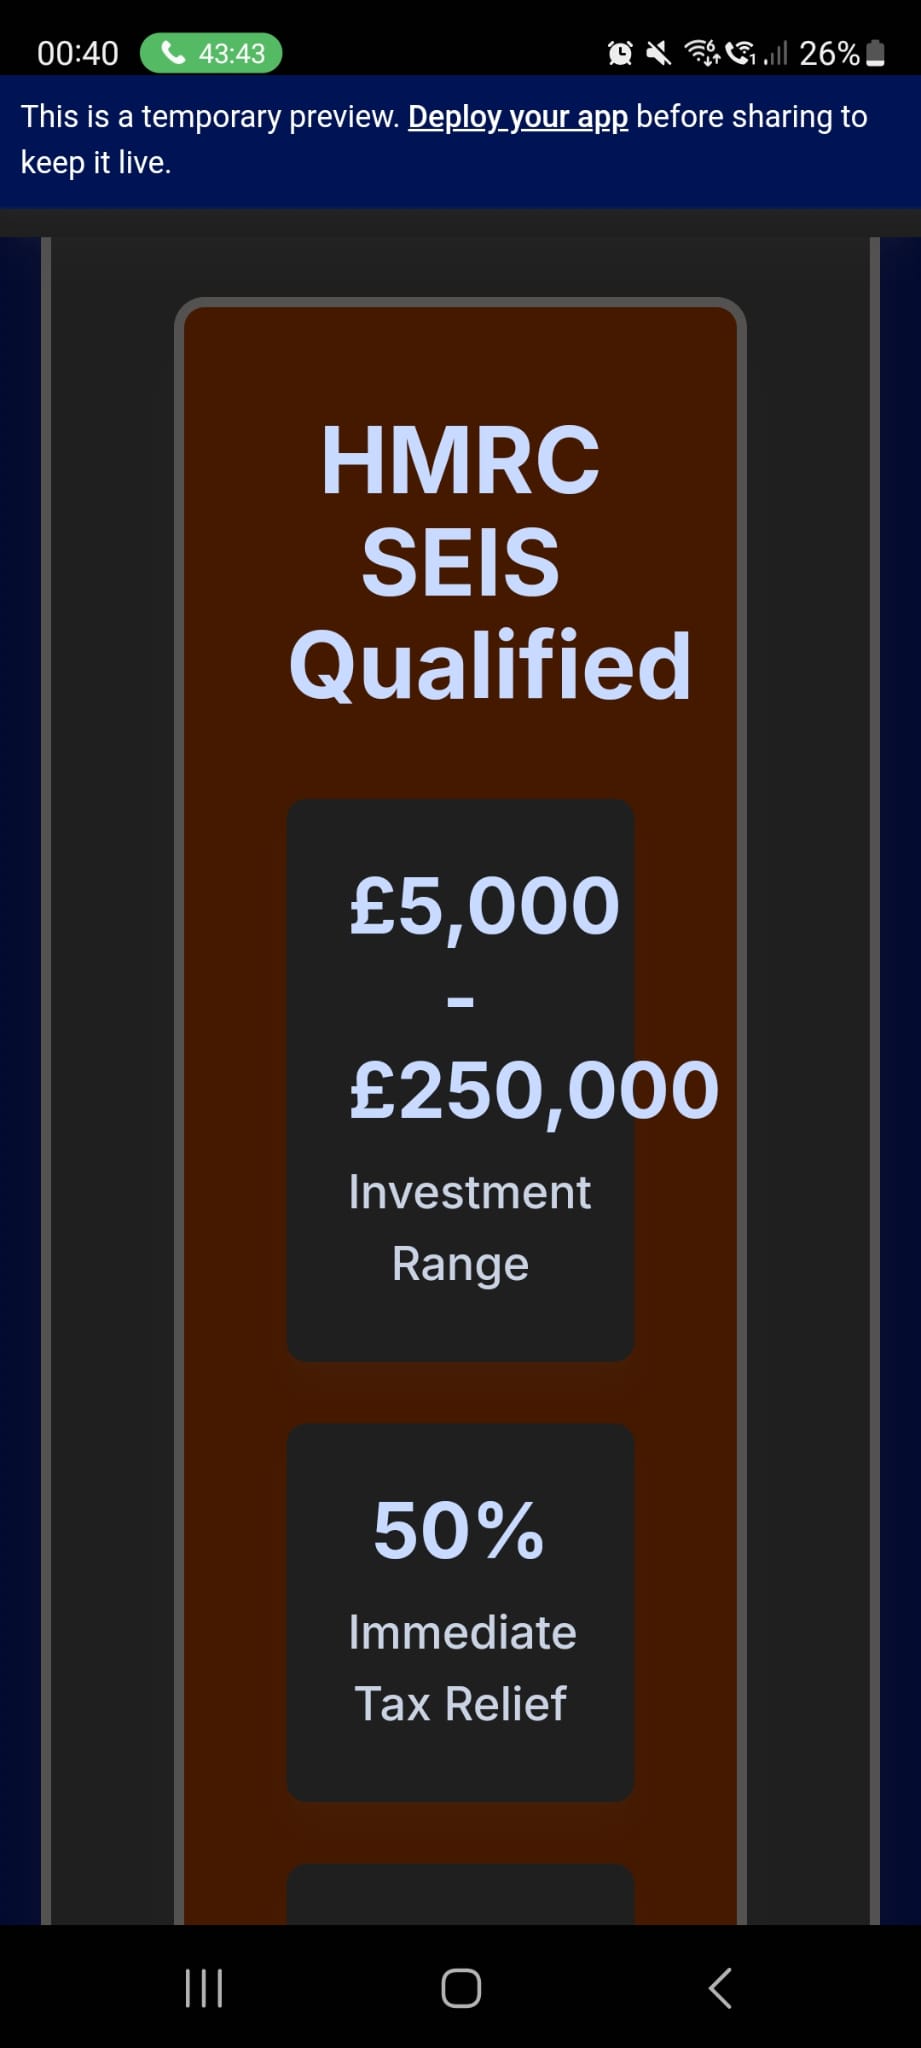 00:40 43:43 26%
This is a temporary preview. Deploy your app before sharing to
keep it live.
HMRC
SEIS
Qualified
£5,000
-
£250,000
Investment
Range
50%
Immediate
Tax Relief